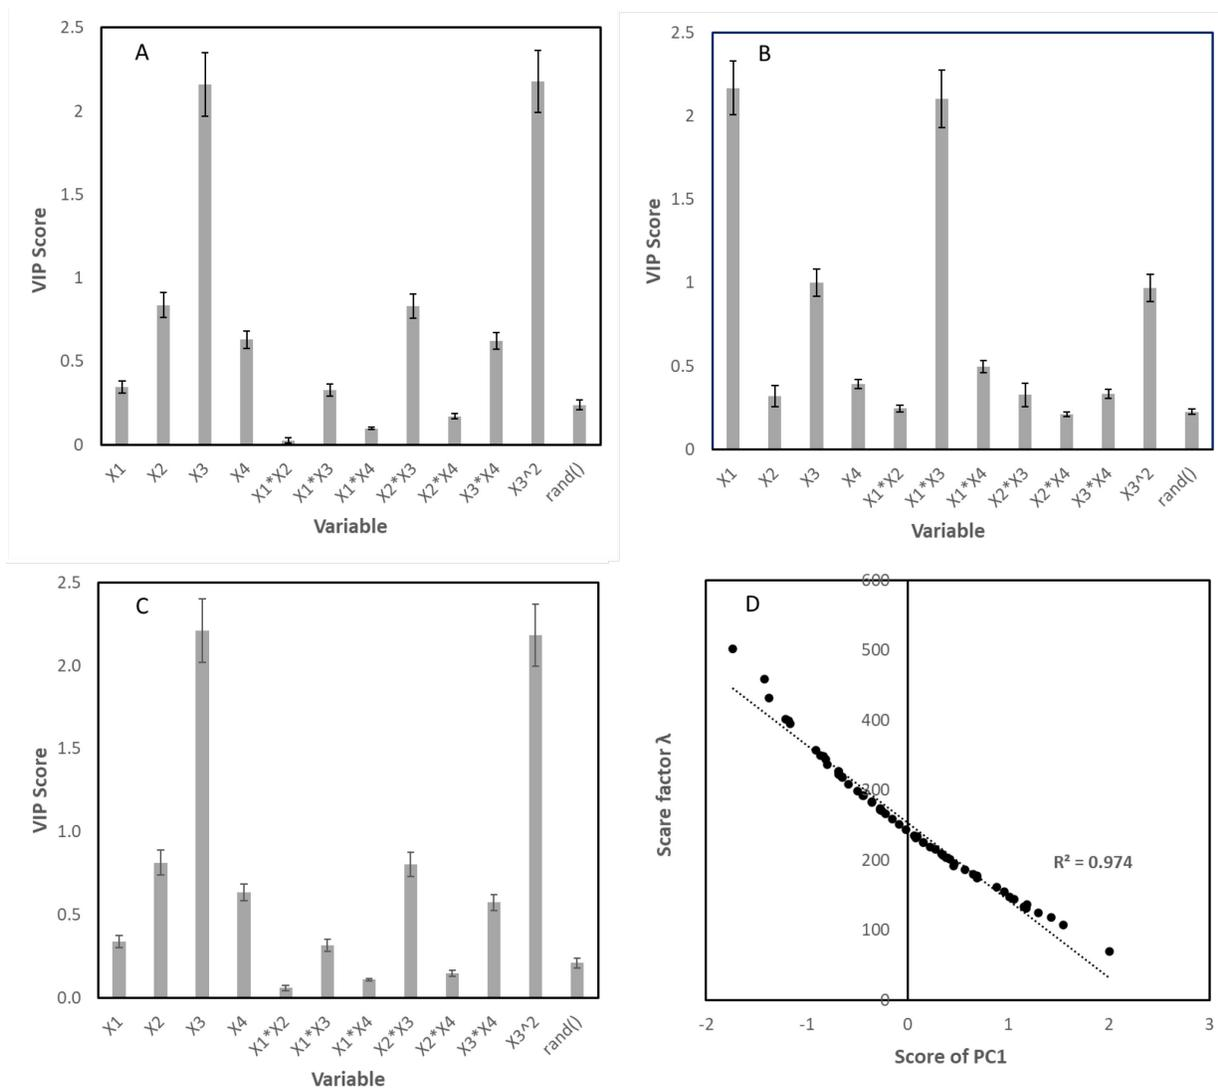 A
2.5
2
1.5
1
0.5
0
VIP Score
X1
X2
X3
X4
X1*X2
X1*X3
X1*X4
X2*X3
X2*X4
X3*X4
X3^2
rand()
Variable
B
2.5
2
1.5
1
0.5
0
VIP Score
X1
X2
X3
X4
X1*X2
X1*X3
X1*X4
X2*X3
X2*X4
X3*X4
X3^2
rand()
Variable
C
2.5
2.0
1.5
1.0
0.5
0.0
VIP Score
X1
X2
X3
X4
X1*X2
X1*X3
X1*X4
X2*X3
X2*X4
X3*X4
X3^2
rand()
Variable
D
600
500
400
300
200
100
0
Scare factor λ
R² = 0.974
-2
-1
0
1
2
3
Score of PC1